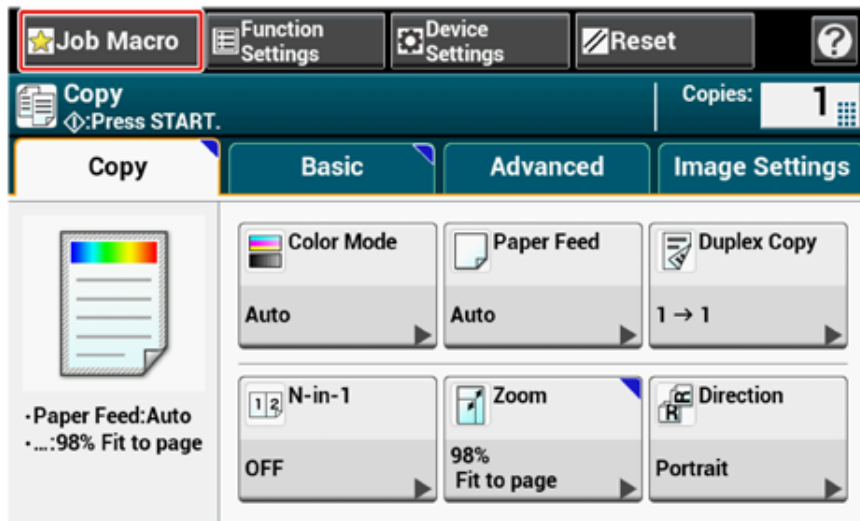 Job Macro
Function
Settings
Device
Settings
Reset
?
Copy
:Press START.
Copies:
1
Copy
Basic
Advanced
Image Settings
Color Mode
Auto
Paper Feed
Auto
Duplex Copy
1 → 1
·Paper Feed:Auto
·...:98% Fit to page
1 2 N-in-1
OFF
Zoom
98%
Fit to page
R R Direction
Portrait